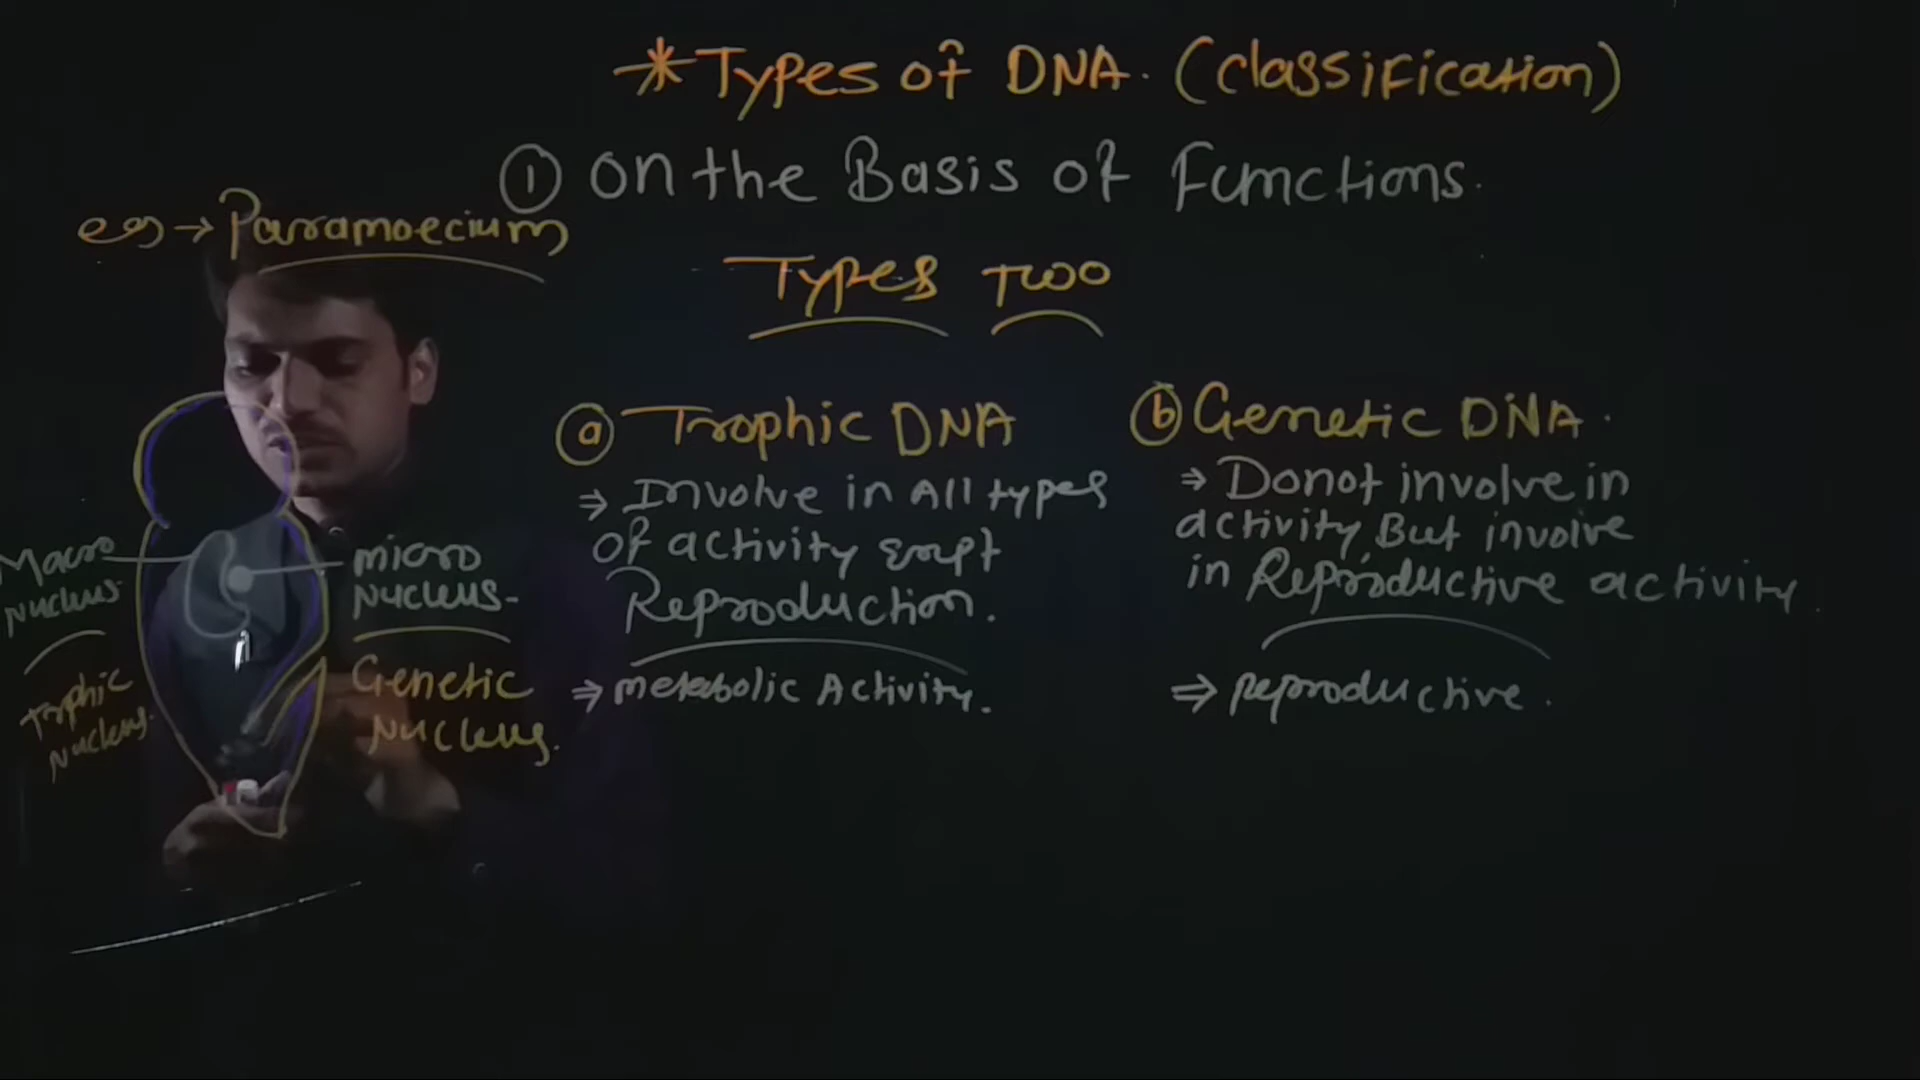 *Types of DNA. (Classification)
① On the Basis of Functions.
eg → Paramoecium
Types Two
ⓐ Trophic DNA
⇒ Involve in All types
of activity except
Reproduction.
⇒ metabolic Activity.
ⓑ Genetic DNA.
⇒ Donot involve in
activity, But involve
in Reproductive activity.
⇒ Reproductive.
Macro
nucleus
trophic
nucleus.
micro
nucleus-
Genetic
nucleus.